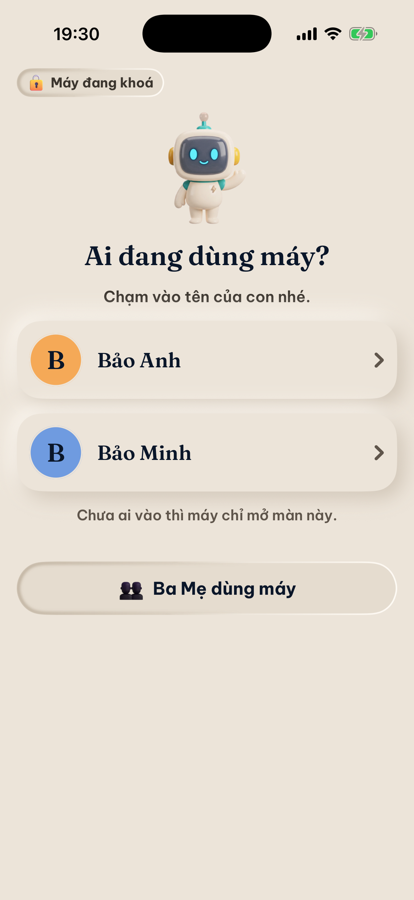 19:30
Máy đang khoá
Ai đang dùng máy?
Chạm vào tên của con nhé.
B
Bảo Anh
B
Bảo Minh
Chưa ai vào thì máy chỉ mở màn này.
Ba Mẹ dùng máy